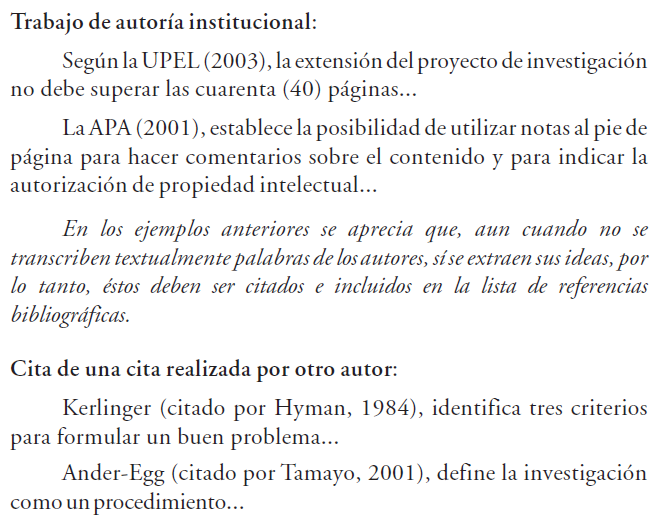 Trabajo de autoría institucional:
Según la UPEL (2003), la extensión del proyecto de investigación
no debe superar las cuarenta (40) páginas...
La APA (2001), establece la posibilidad de utilizar notas al pie de
página para hacer comentarios sobre el contenido y para indicar la
autorización de propiedad intelectual...
En los ejemplos anteriores se aprecia que, aun cuando no se
transcriben textualmente palabras de los autores, sí se extraen sus ideas, por
lo tanto, éstos deben ser citados e incluidos en la lista de referencias
bibliográficas.
Cita de una cita realizada por otro autor:
Kerlinger (citado por Hyman, 1984), identifica tres criterios
para formular un buen problema...
Ander-Egg (citado por Tamayo, 2001), define la investigación
como un procedimiento...